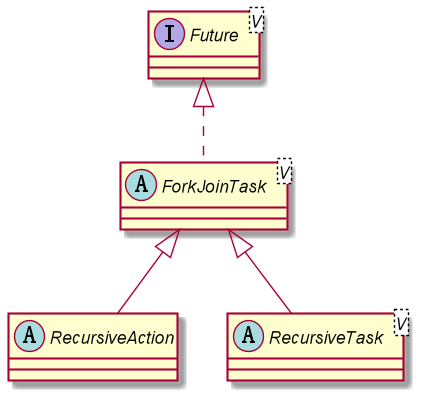 I Future V
A ForkJoinTask V
A RecursiveAction
A RecursiveTask V